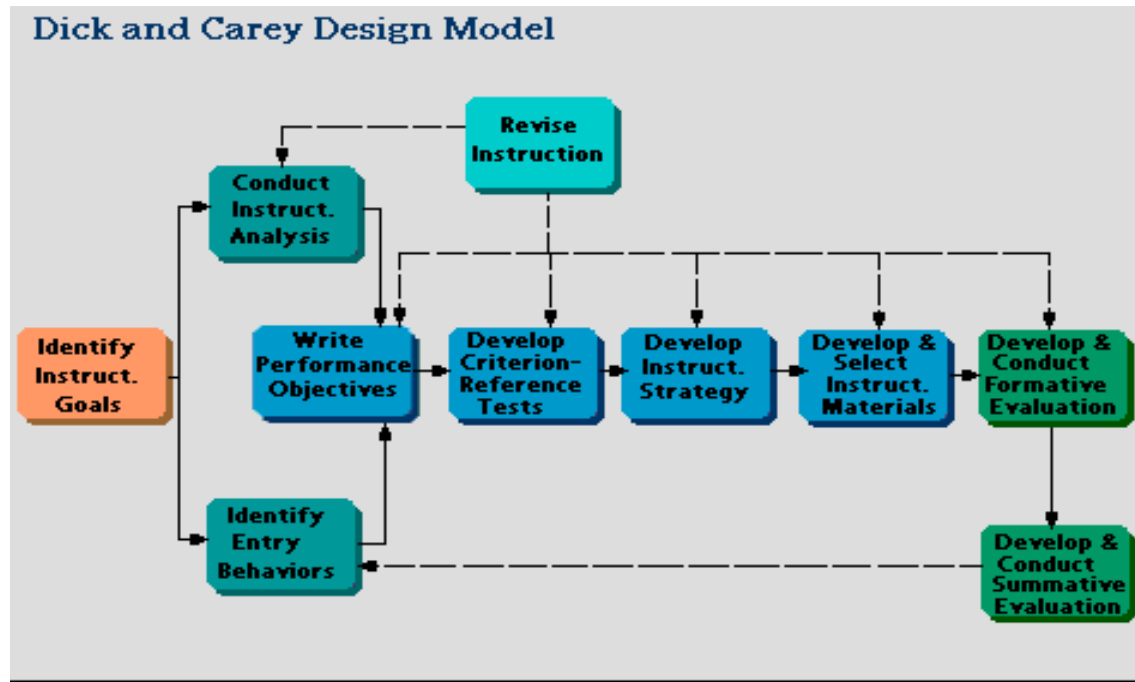 Dick and Carey Design Model
Revise
Instruction
Conduct
Instruct.
Analysis
Identify
Instruct.
Goals
Write
Performance
Objectives
Develop
Criterion-
Reference
Tests
Develop
Instruct.
Strategy
Develop &
Select
Instruct.
Materials
Develop &
Conduct
Formative
Evaluation
Identify
Entry
Behaviors
Develop &
Conduct
Summative
Evaluation